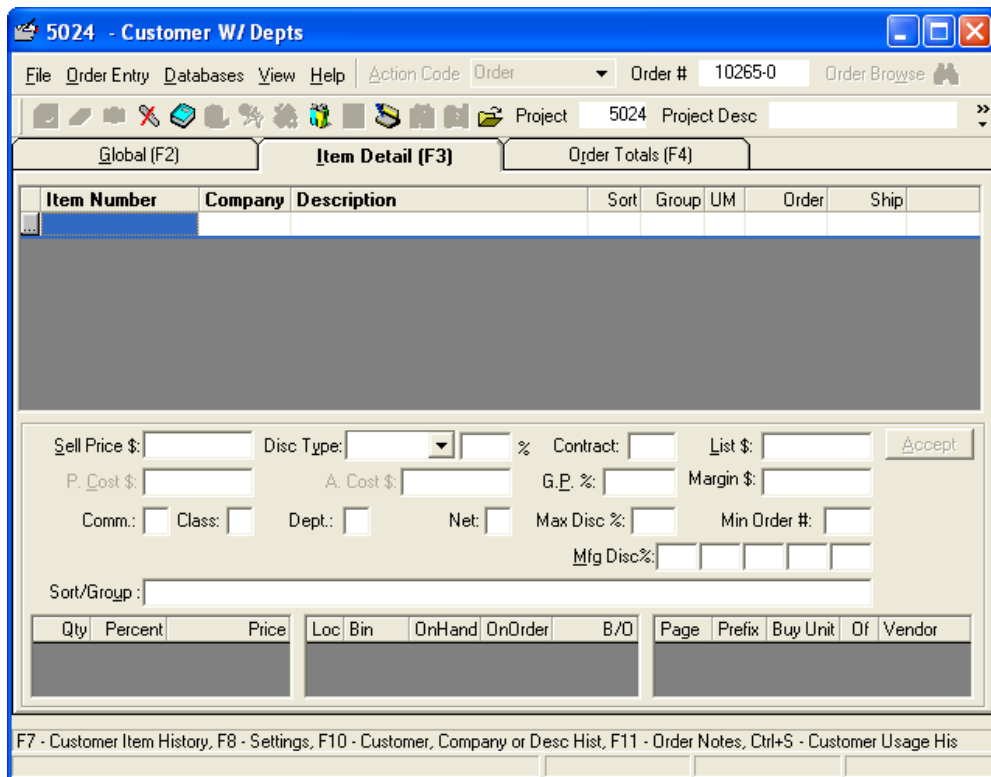 5024 - Customer W/ Depts
File Order Entry Databases View Help Action Code Order Order # 10265-0 Order Browse
Project 5024 Project Desc »
Global (F2) Item Detail (F3) Order Totals (F4)
Item Number Company Description Sort Group UM Order Ship
...
Sell Price $: Disc Type: % Contract: List $: Accept
P. Cost $: A. Cost $: G.P. %: Margin $:
Comm.: Class: Dept.: Net: Max Disc %: Min Order #:
Mfg Disc%:
Sort/Group :
Qty Percent Price Loc Bin OnHand OnOrder B/O Page Prefix Buy Unit Of Vendor
F7 - Customer Item History, F8 - Settings, F10 - Customer, Company or Desc Hist, F11 - Order Notes, Ctrl+S - Customer Usage His